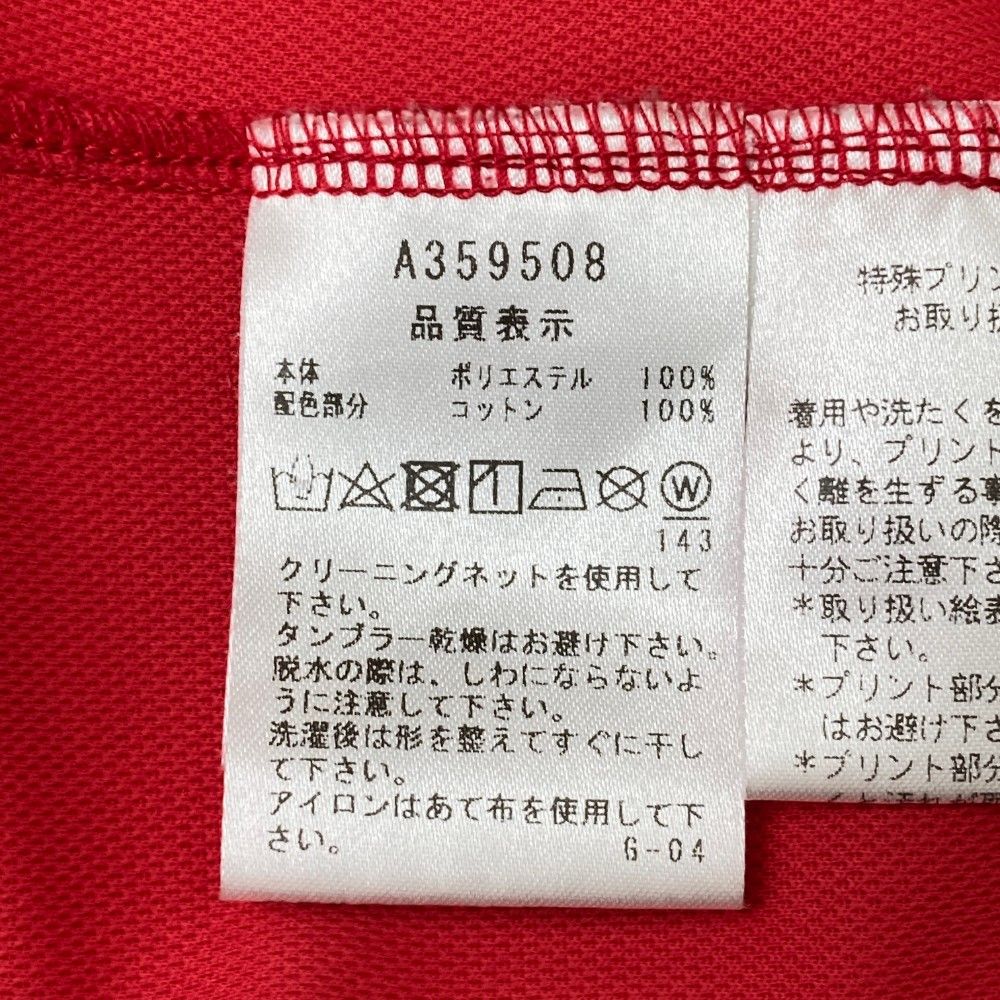 A359508
品質表示
本体 ポリエステル 100%
配色部分 コットン 100%
W
143
クリーニングネットを使用して
下さい。
タンブラー乾燥はお避け下さい。
脱水の際は、しわにならないよ
うに注意して下さい。
洗濯後は形を整えてすぐに干し
て下さい。
アイロンはあて布を使用して下
さい。 G-04
特殊プリン
お取り扱
着用や洗たくを
より、プリント
く離を生ずる事
お取り扱いの際
十分ご注意下さ
*取り扱い絵表
下さい。
*プリント部分
はお避け下さ
*プリント部分